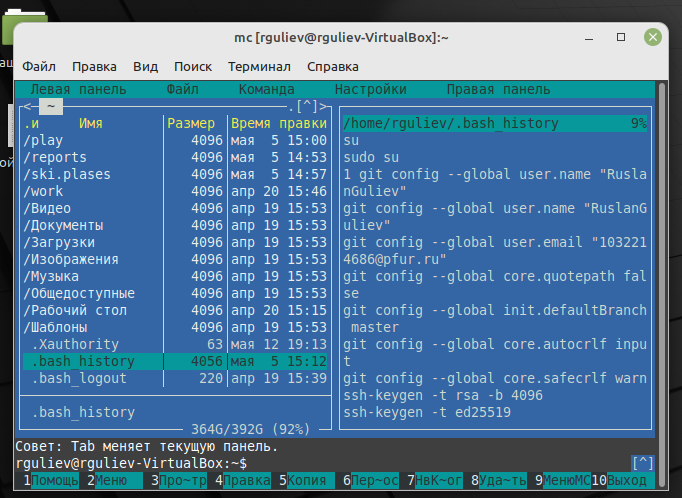 mc [rguliev@rguliev-VirtualBox]:~
Файл Правка Вид Поиск Терминал Справка
Левая панель Файл Команда Настройки Правая панель
<— ~ .[^]>
.и Имя Размер Время правки
/play 4096 мая 5 15:00
/reports 4096 мая 5 14:53
/ski.plases 4096 мая 5 14:57
/work 4096 апр 20 15:46
/Видео 4096 апр 19 15:53
/Документы 4096 апр 19 15:53
/Загрузки 4096 апр 19 15:53
/Изображения 4096 апр 19 15:53
/Музыка 4096 апр 19 15:53
/Общедоступные 4096 апр 19 15:53
/Рабочий стол 4096 апр 20 15:15
/Шаблоны 4096 апр 19 15:53
.Xauthority 63 мая 12 19:13
.bash_history 4056 мая 5 15:12
.bash_logout 220 апр 19 15:39
.bash_history
364G/392G (92%)
/home/rguliev/.bash_history 9%
su
sudo su
1 git config --global user.name "Rusla
nGuliev"
git config --global user.name "RuslanG
uliev"
git config --global user.email "103221
4686@pfur.ru"
git config --global core.quotepath fal
se
git config --global init.defaultBranch
master
git config --global core.autocrlf inpu
t
git config --global core.safecrlf warn
ssh-keygen -t rsa -b 4096
ssh-keygen -t ed25519
Совет: Tab меняет текущую панель.
rguliev@rguliev-VirtualBox:~$ [^]
1Помощь 2Меню 3Про~тр 4Правка 5Копия 6Пер~ос 7НвК~ог 8Уда~ть 9МенюMC 10Выход